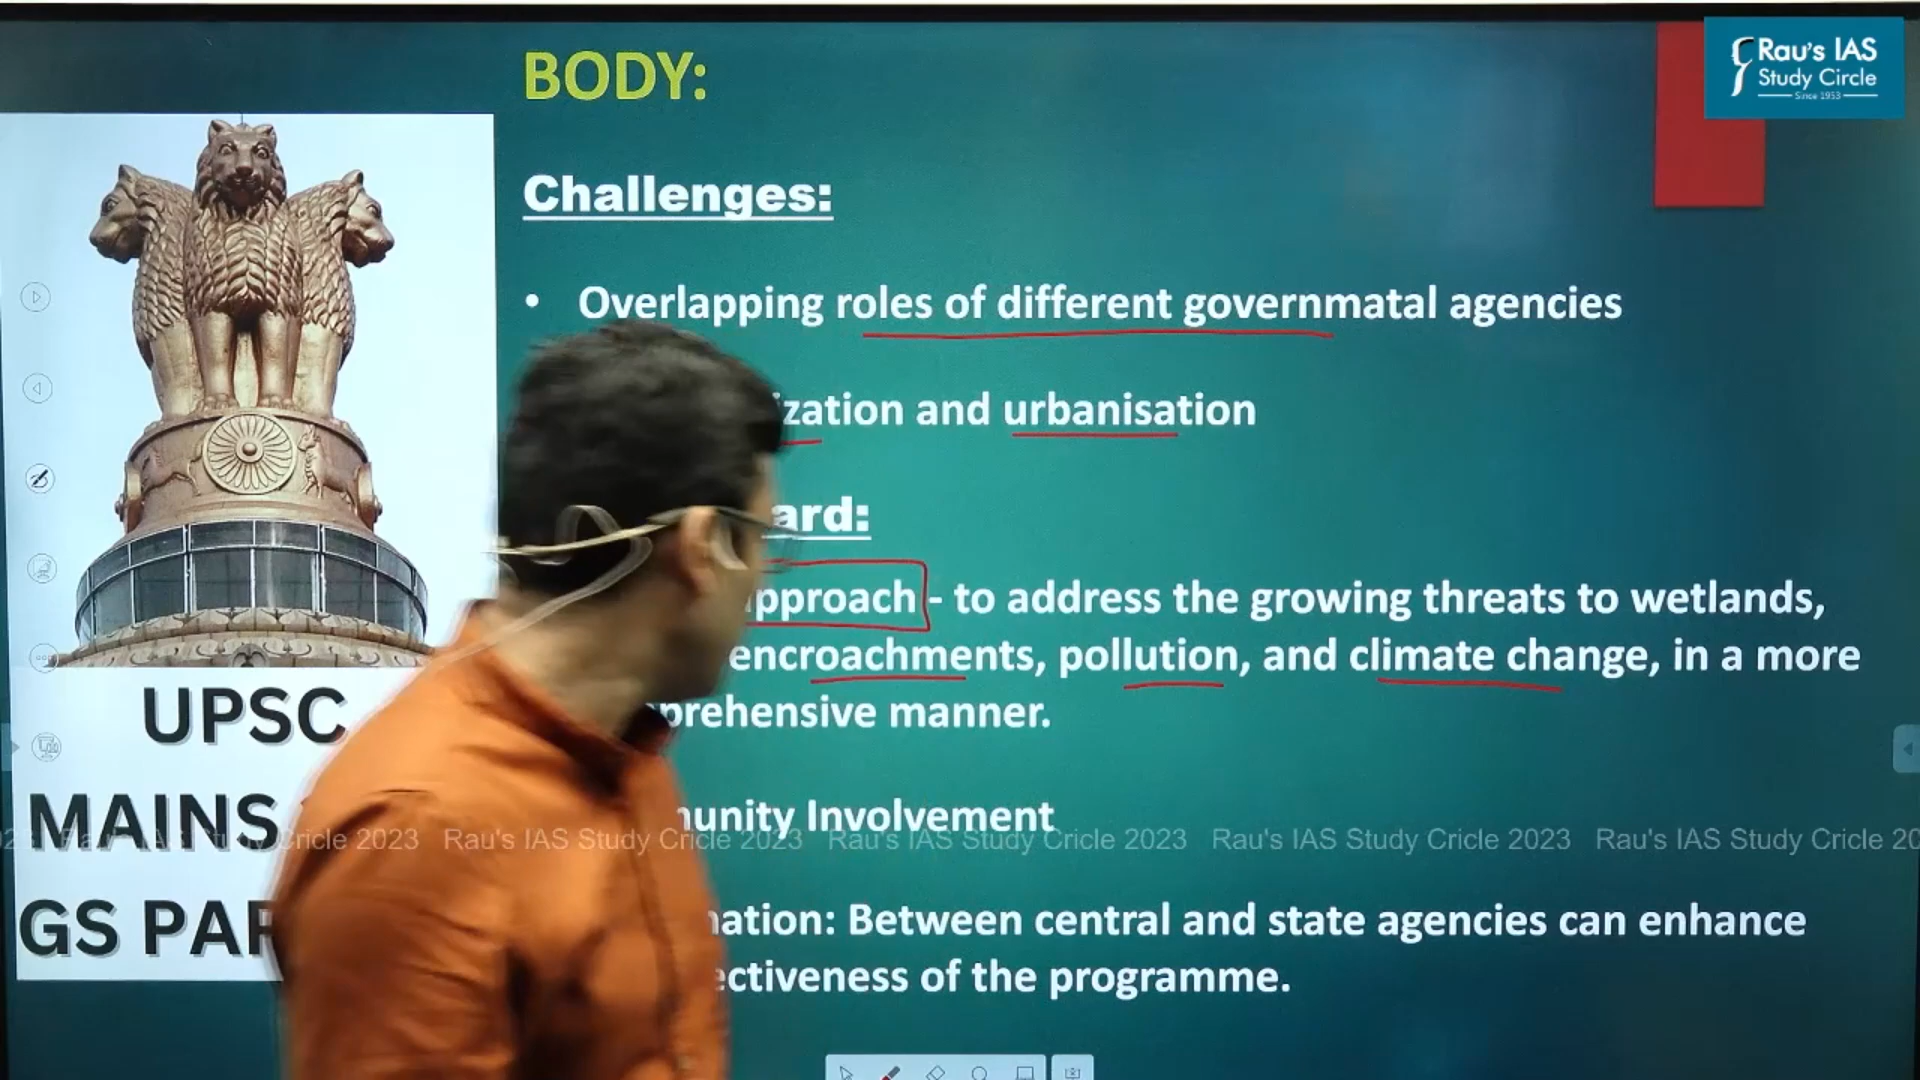 BODY:
Rau's IAS
Study Circle
Since 1953
Challenges:
• Overlapping roles of different governmatal agencies
ization and urbanisation
ard:
pproach - to address the growing threats to wetlands,
encroachments, pollution, and climate change, in a more
prehensive manner.
unity Involvement
nation: Between central and state agencies can enhance
ectiveness of the programme.
UPSC
MAINS
GS PAP
Rau's IAS Study Cricle 2023 Rau's IAS Study Cricle 2023 Rau's IAS Study Cricle 2023 Rau's IAS Study Cricle 20